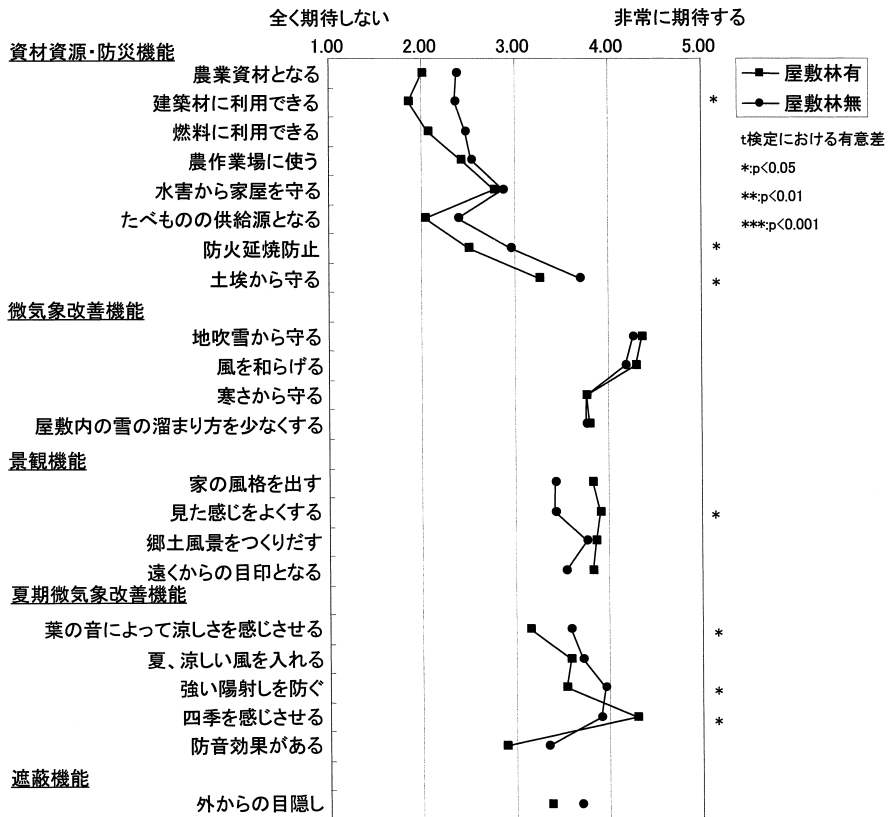 全く期待しない 非常に期待する
1.00 2.00 3.00 4.00 5.00
資材資源・防災機能
農業資材となる
建築材に利用できる *
燃料に利用できる
農作業場に使う
水害から家屋を守る
たべものの供給源となる
防火延焼防止 *
土埃から守る *
微気象改善機能
地吹雪から守る
風を和らげる
寒さから守る
屋敷内の雪の溜まり方を少なくする
景観機能
家の風格を出す
見た感じをよくする *
郷土風景をつくりだす
遠くからの目印となる
夏期微気象改善機能
葉の音によって涼しさを感じさせる *
夏、涼しい風を入れる
強い陽射しを防ぐ *
四季を感じさせる *
防音効果がある
遮蔽機能
外からの目隠し
屋敷林有
屋敷林無
t検定における有意差
*:p<0.05
**:p<0.01
***:p<0.001